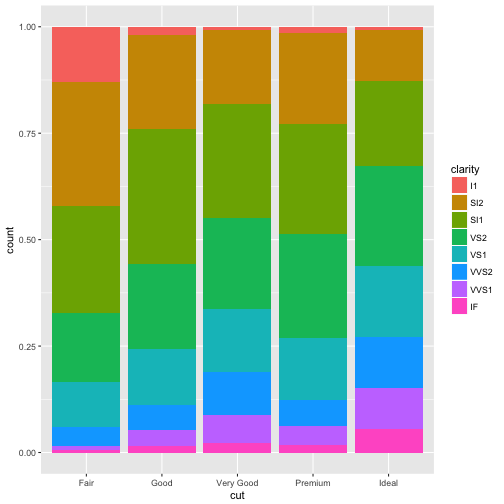 1.00
0.75
0.50
0.25
0.00
count
Fair
Good
Very Good
Premium
Ideal
cut
clarity
I1
SI2
SI1
VS2
VS1
VVS2
VVS1
IF